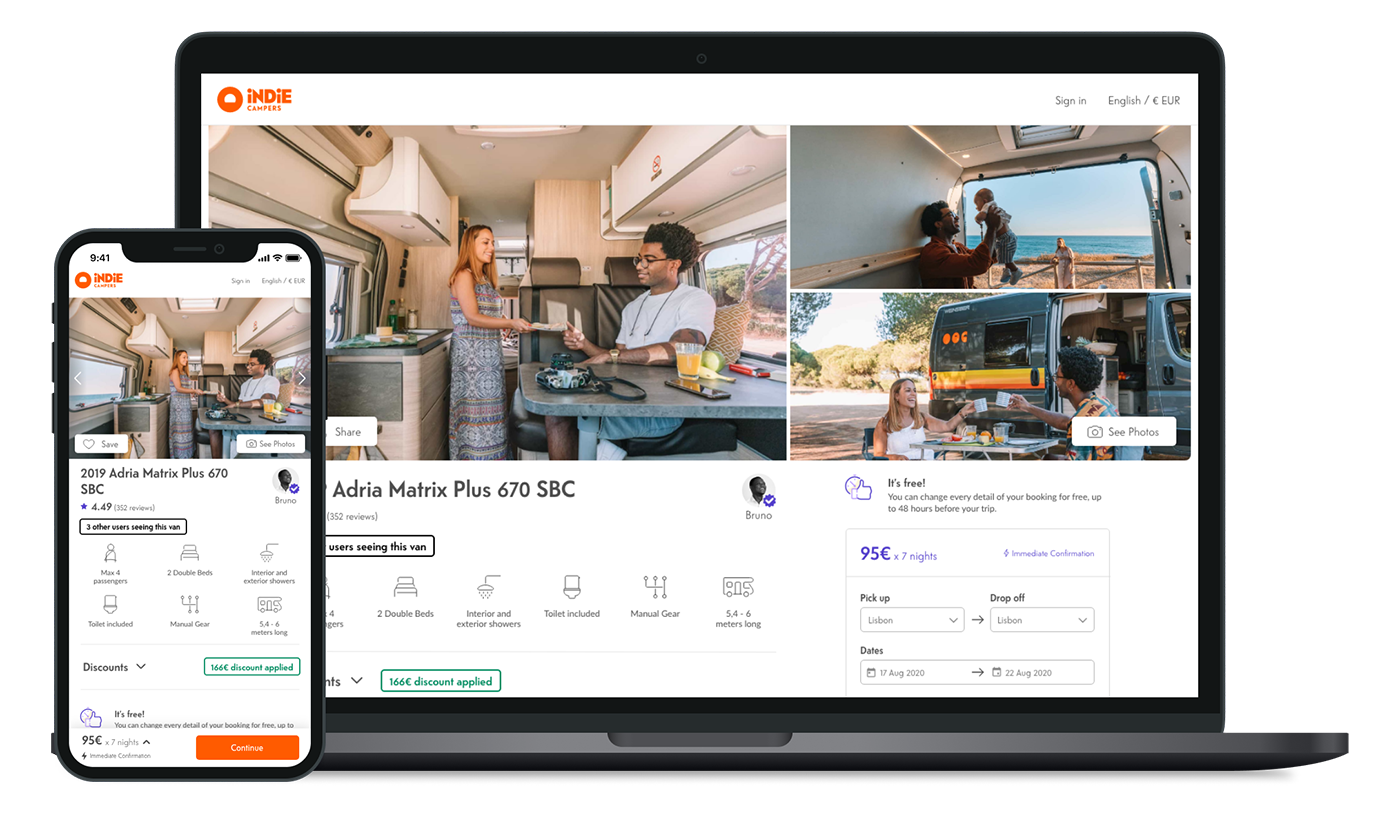 iNDiE
CAMPERS
Sign in
English / € EUR
Share
See Photos
Adria Matrix Plus 670 SBC
(352 reviews)
users seeing this van
Bruno
4
ngers
2 Double Beds
Interior and
exterior showers
Toilet included
Manual Gear
5,4 - 6
meters long
nts
166€ discount applied
It's free!
You can change every detail of your booking for free, up
to 48 hours before your trip.
95€ x 7 nights
Immediate Confirmation
Pick up
Drop off
Lisbon
Lisbon
Dates
17 Aug 2020
22 Aug 2020
9:41
iNDiE
CAMPERS
Sign in
English / € EUR
Save
See Photos
2019 Adria Matrix Plus 670
SBC
4.49 (352 reviews)
Bruno
3 other users seeing this van
Max 4
passengers
2 Double Beds
Interior and
exterior showers
Toilet included
Manual Gear
5,4 - 6
meters long
Discounts
166€ discount applied
It's free!
You can change every detail of your booking for free, up to
95€ x 7 nights
Immediate Confirmation
Continue